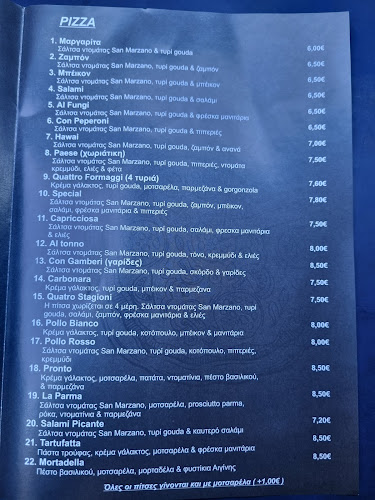 PIZZA
1. Μαργαρίτα
Σάλτσα ντομάτας San Marzano & τυρί gouda 6,00€
2. Ζαμπόν
Σάλτσα ντομάτας San Marzano, τυρί gouda & ζαμπόν 6,50€
3. Μπέικον
Σάλτσα ντομάτας San Marzano, τυρί gouda & μπέικον 6,50€
4. Salami
Σάλτσα ντομάτας San Marzano, τυρί gouda & σαλάμι 6,50€
5. Al Fungi
Σάλτσα ντομάτας San Marzano, τυρί gouda & φρέσκα μανιτάρια 6,50€
6. Con Peperoni
Σάλτσα ντομάτας San Marzano, τυρί gouda & πιπεριές 6,50€
7. Hawai
Σάλτσα ντομάτας San Marzano, τυρί gouda, ζαμπόν & ανανά 7,00€
8. Paese (χωριάτικη)
Σάλτσα ντομάτας San Marzano, τυρί gouda, πιπεριές, ντομάτα 7,50€
κρεμμύδι, ελιές & φέτα
9. Quattro Formaggi (4 τυριά)
Κρέμα γάλακτος, τυρί gouda, μοτσαρέλα, παρμεζάνα & gorgonzola 7,60€
10. Special
Σάλτσα ντομάτας San Marzano, τυρί gouda, ζαμπόν, μπέικον, 7,80€
σαλάμι, φρέσκα μανιτάρια & πιπεριές
11. Capricciosa
Σάλτσα ντομάτας San Marzano, τυρί gouda, σαλάμι, φρέσκα μανιτάρια 7,50€
& ελιές
12. Al tonno
Σάλτσα ντομάτας San Marzano, τυρί gouda, τόνο, κρεμμύδι & ελιές 8,00€
13. Con Gamberi (γαρίδες)
Σάλτσα ντομάτας San Marzano, τυρί gouda, σκόρδο & γαρίδες 8,50€
14. Carbonara
Κρέμα γάλακτος, τυρί gouda, μπέικον & παρμεζάνα 7,50€
15. Quatro Stagioni
Η πίτσα χωρίζεται σε 4 μέρη. Σάλτσα ντομάτας San Marzano, τυρί 7,50€
gouda, σαλάμι, ζαμπόν, φρέσκα μανιτάρια & ελιές
16. Pollo Bianco
Κρέμα γάλακτος, τυρί gouda, κοτόπουλο, μπέικον & μανιτάρια 8,00€
17. Pollo Rosso
Σάλτσα ντομάτας San Marzano, τυρί gouda, κοτόπουλο, πιπεριές, 8,00€
κρεμμύδι
18. Pronto
Κρέμα γάλακτος, μοτσαρέλα, πατάτα, ντοματίνια, πέστο βασιλικού, 8,50€
& παρμεζάνα
19. La Parma
Σάλτσα ντομάτας San Marzano, μοτσαρέλα, prosciutto parma, 8,50€
ρόκα, ντοματίνια & παρμεζάνα
20. Salami Picante
Σάλτσα ντομάτας San Marzano, τυρί gouda & καυτερό σαλάμι 7,20€
21. Tartufatta
Πάστα τρούφας, κρέμα γάλακτος, μοτσαρέλα & φρέσκα μανιτάρια 8,50€
22. Mortadella
Πέστο βασιλικού, μοτσαρέλα, μορταδέλα & φυστίκια Αιγίνης 8,50€
Όλες οι πίτσες γίνονται και με μοτσαρέλα ( +1,00€ )